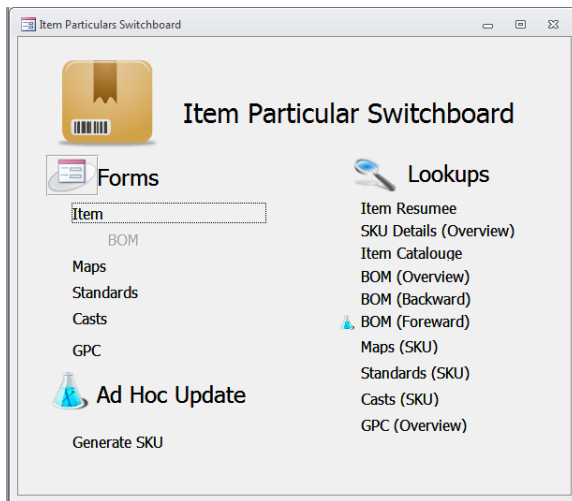 Item Particulars Switchboard
Item Particular Switchboard
Forms
Item
BOM
Maps
Standards
Casts
GPC
Ad Hoc Update
Generate SKU
Lookups
Item Resumee
SKU Details (Overview)
Item Catalouge
BOM (Overview)
BOM (Backward)
BOM (Foreward)
Maps (SKU)
Standards (SKU)
Casts (SKU)
GPC (Overview)